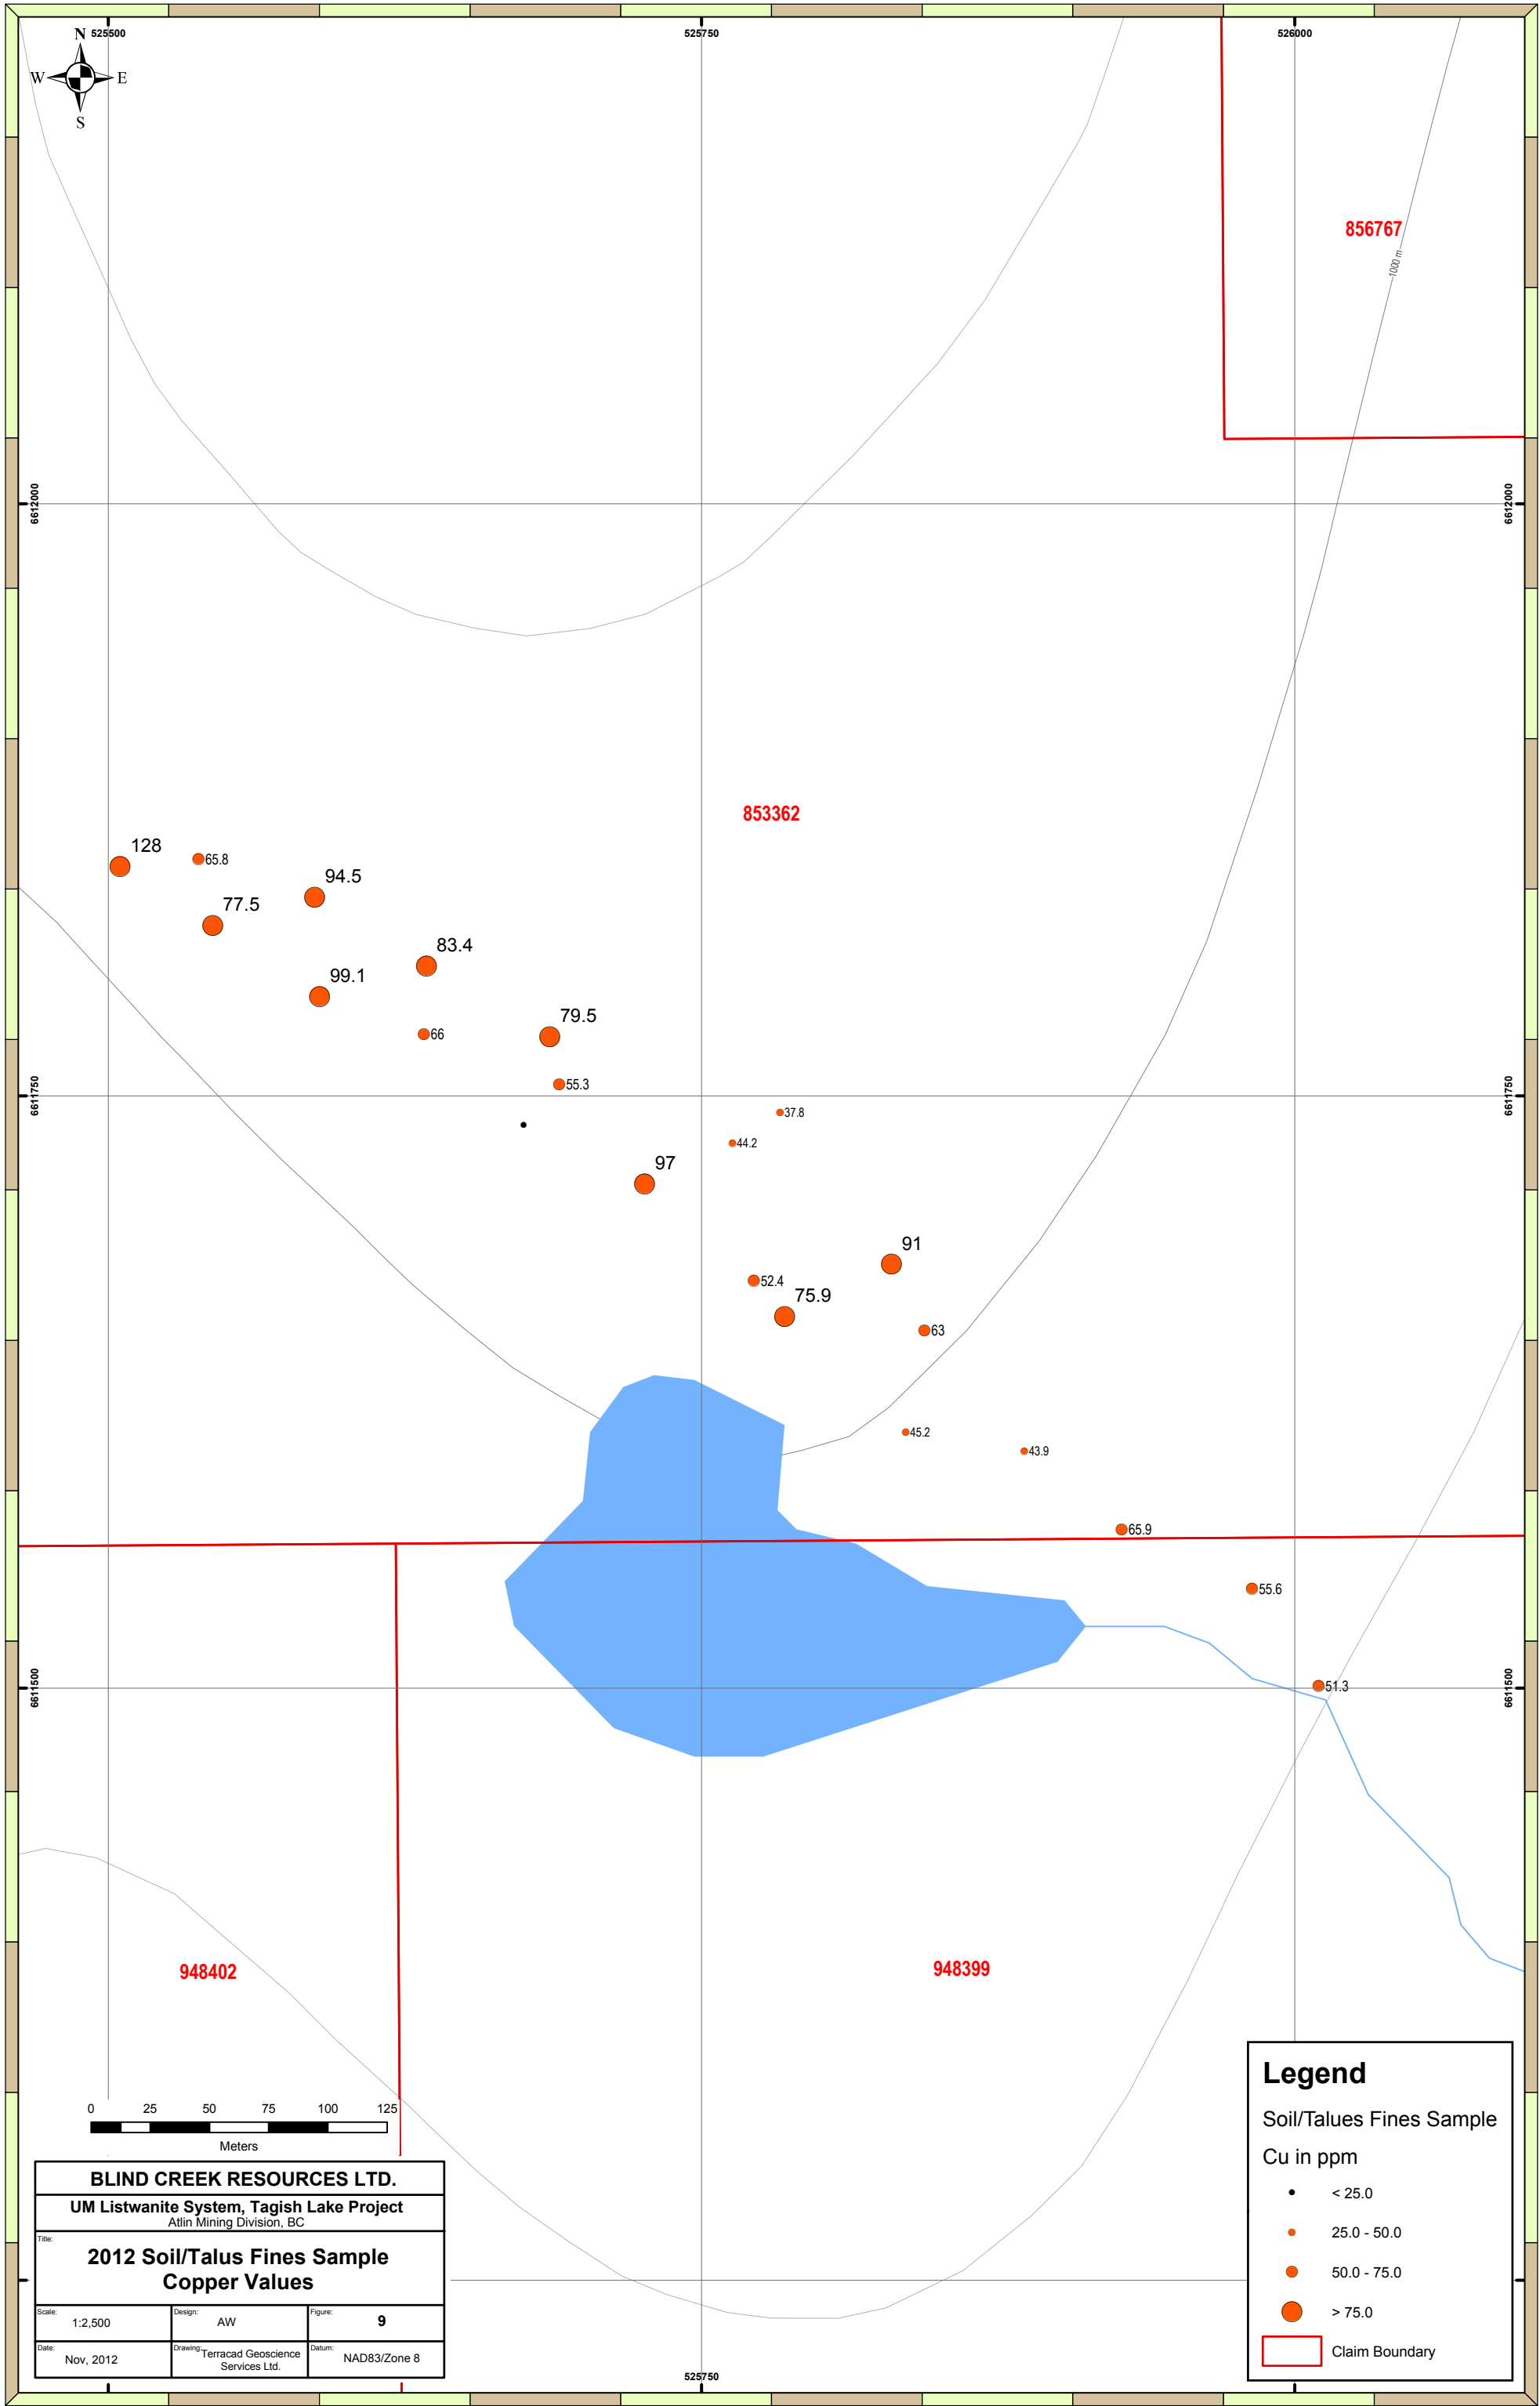 525500
525750
526000
N
W
E
S
856767
1000 m
6612000
6612000
853362
128
65.8
94.5
77.5
83.4
99.1
66
79.5
55.3
6611750
6611750
37.8
44.2
97
91
52.4
75.9
63
45.2
43.9
65.9
55.6
6611500
6611500
51.3
948402
948399
0 25 50 75 100 125
Meters
BLIND CREEK RESOURCES LTD.
UM Listwanite System, Tagish Lake Project
Atlin Mining Division, BC
Title:
2012 Soil/Talus Fines Sample
Copper Values
Scale:
1:2,500
Design:
AW
Figure:
9
Date:
Nov, 2012
Drawing:
Terracad Geoscience
Services Ltd.
Datum:
NAD83/Zone 8
Legend
Soil/Talues Fines Sample
Cu in ppm
< 25.0
25.0 - 50.0
50.0 - 75.0
> 75.0
Claim Boundary
525750